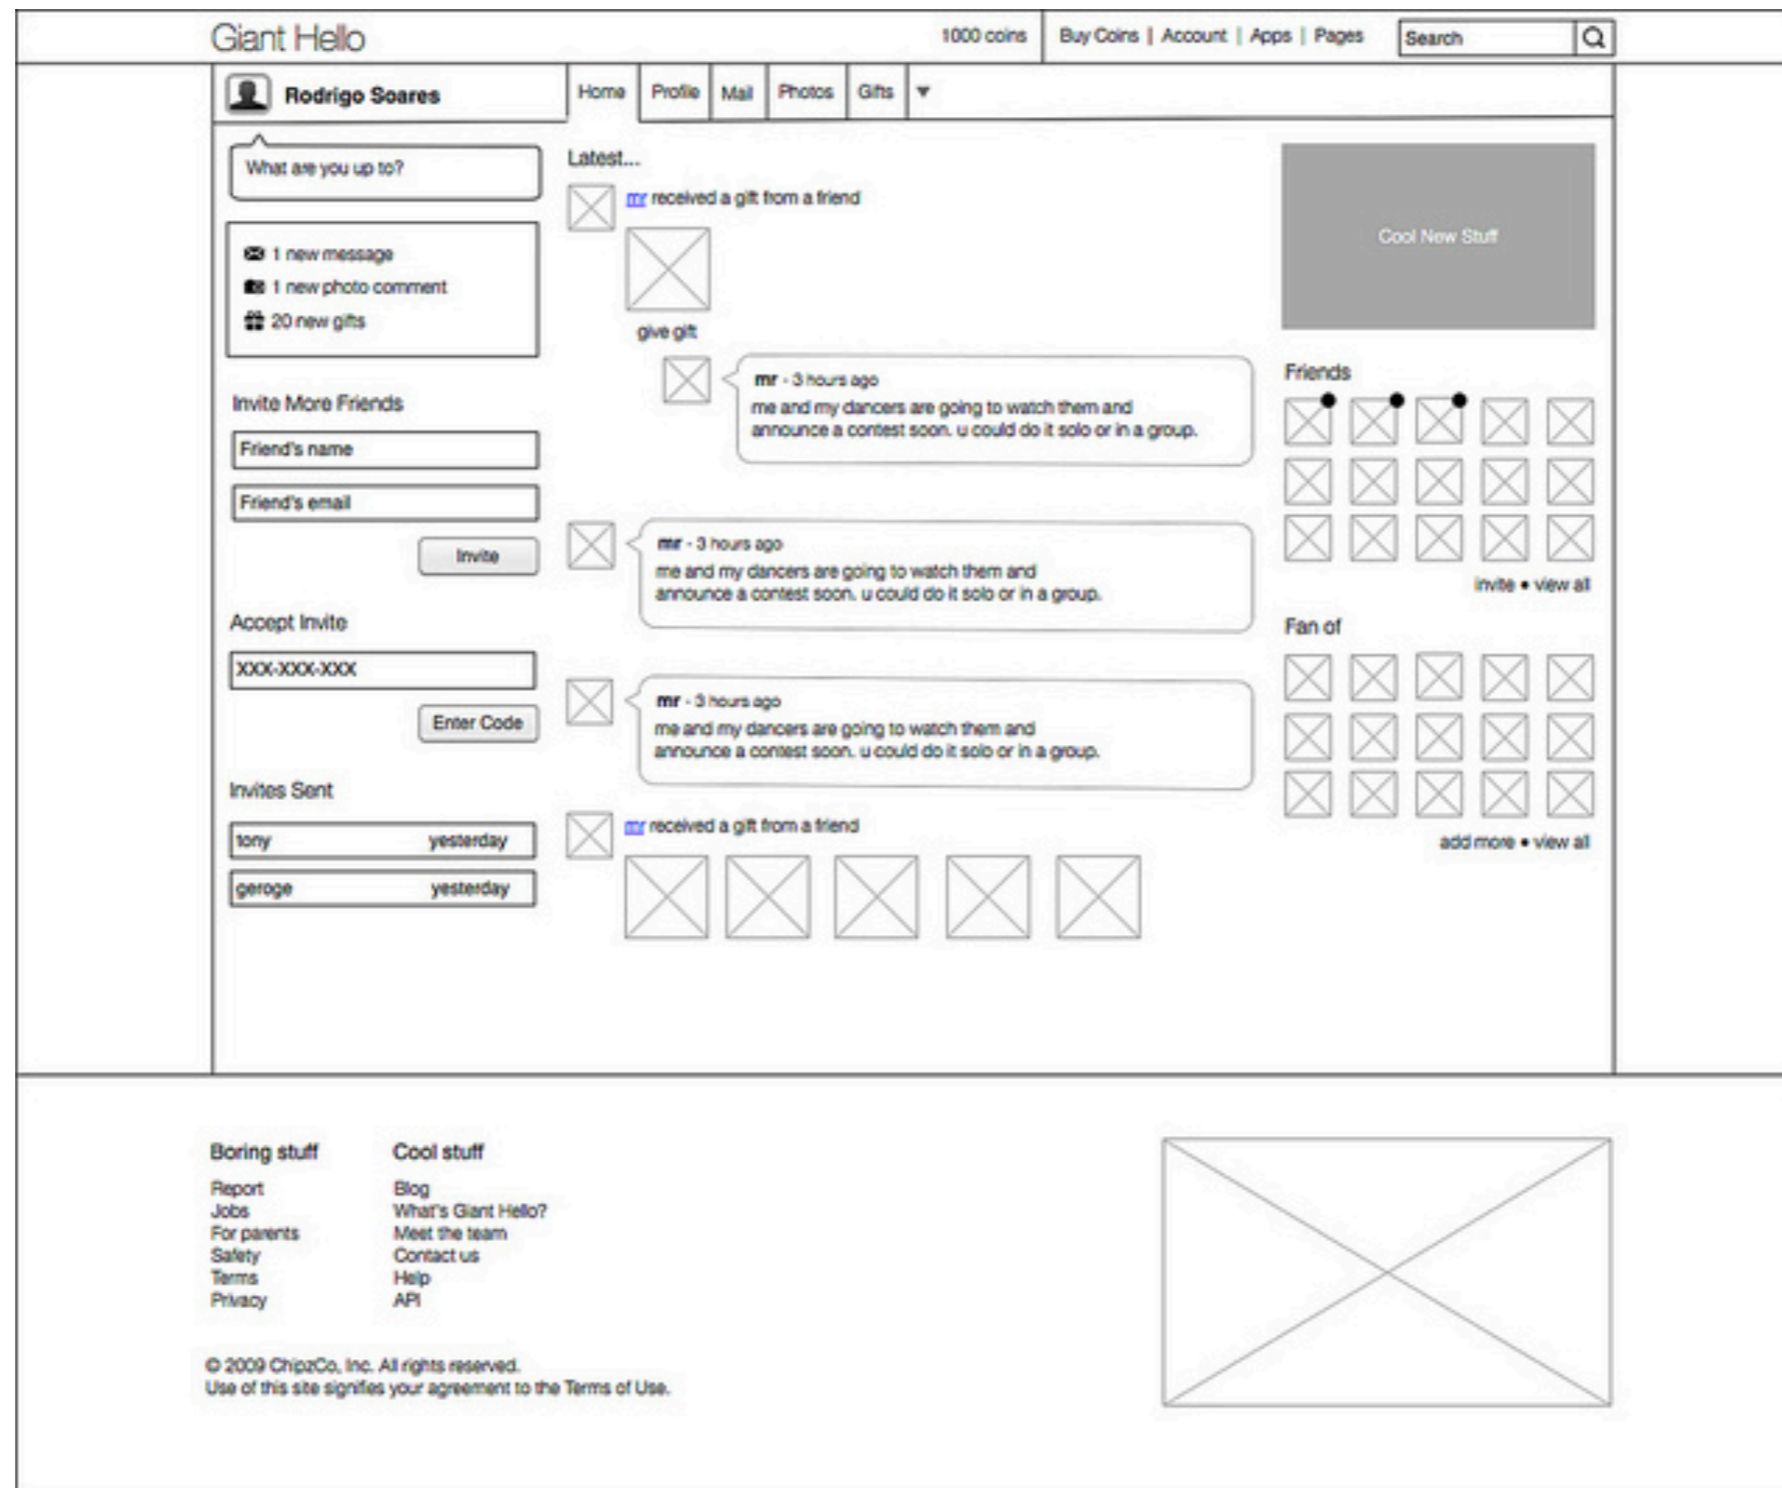 Giant Hello
1000 coins
Buy Coins | Account | Apps | Pages
Search
Rodrigo Soares
Home
Profile
Mail
Photos
Gifts
What are you up to?
1 new message
1 new photo comment
20 new gifts
Invite More Friends
Friend's name
Friend's email
Invite
Accept Invite
XXX-XXX-XXX
Enter Code
Invites Sent
tony yesterday
geroge yesterday
Latest...
mr received a gift from a friend
give gift
mr - 3 hours ago
me and my dancers are going to watch them and
announce a contest soon. u could do it solo or in a group.
mr - 3 hours ago
me and my dancers are going to watch them and
announce a contest soon. u could do it solo or in a group.
mr - 3 hours ago
me and my dancers are going to watch them and
announce a contest soon. u could do it solo or in a group.
mr received a gift from a friend
Cool New Stuff
Friends
invite • view all
Fan of
add more • view all
Boring stuff
Report
Jobs
For parents
Safety
Terms
Privacy
Cool stuff
Blog
What's Giant Hello?
Meet the team
Contact us
Help
API
© 2009 ChipzCo, Inc. All rights reserved.
Use of this site signifies your agreement to the Terms of Use.